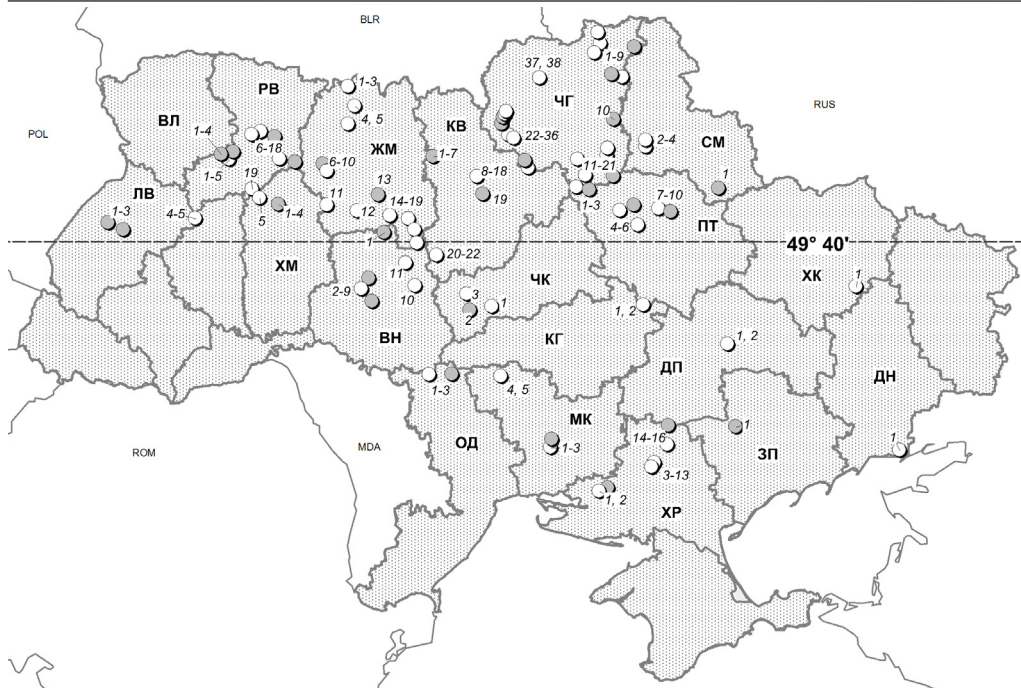 BLR
1-3
37, 38
1-9
РВ
ЧГ
RUS
4, 5
10
ВЛ
КВ
1-4
POL
22-36
2-4
СМ
6-18
ЖМ
1-7
6-10
11-21
1-5
19
8-18
1
ЛВ
13
19
11
1-3
7-10
1-3
4-5
5
1-4
12
14-19
4-6
ПТ
1
49° 40'
20-22
ХМ
11
ХК
1
ЧК
2-9
10
3
1
1, 2
2
ВН
КГ
1, 2
ДП
ДН
1-3
4, 5
МК
1
ОД
14-16
1
MDA
1-3
ROM
ЗП
3-13
1, 2
ХР